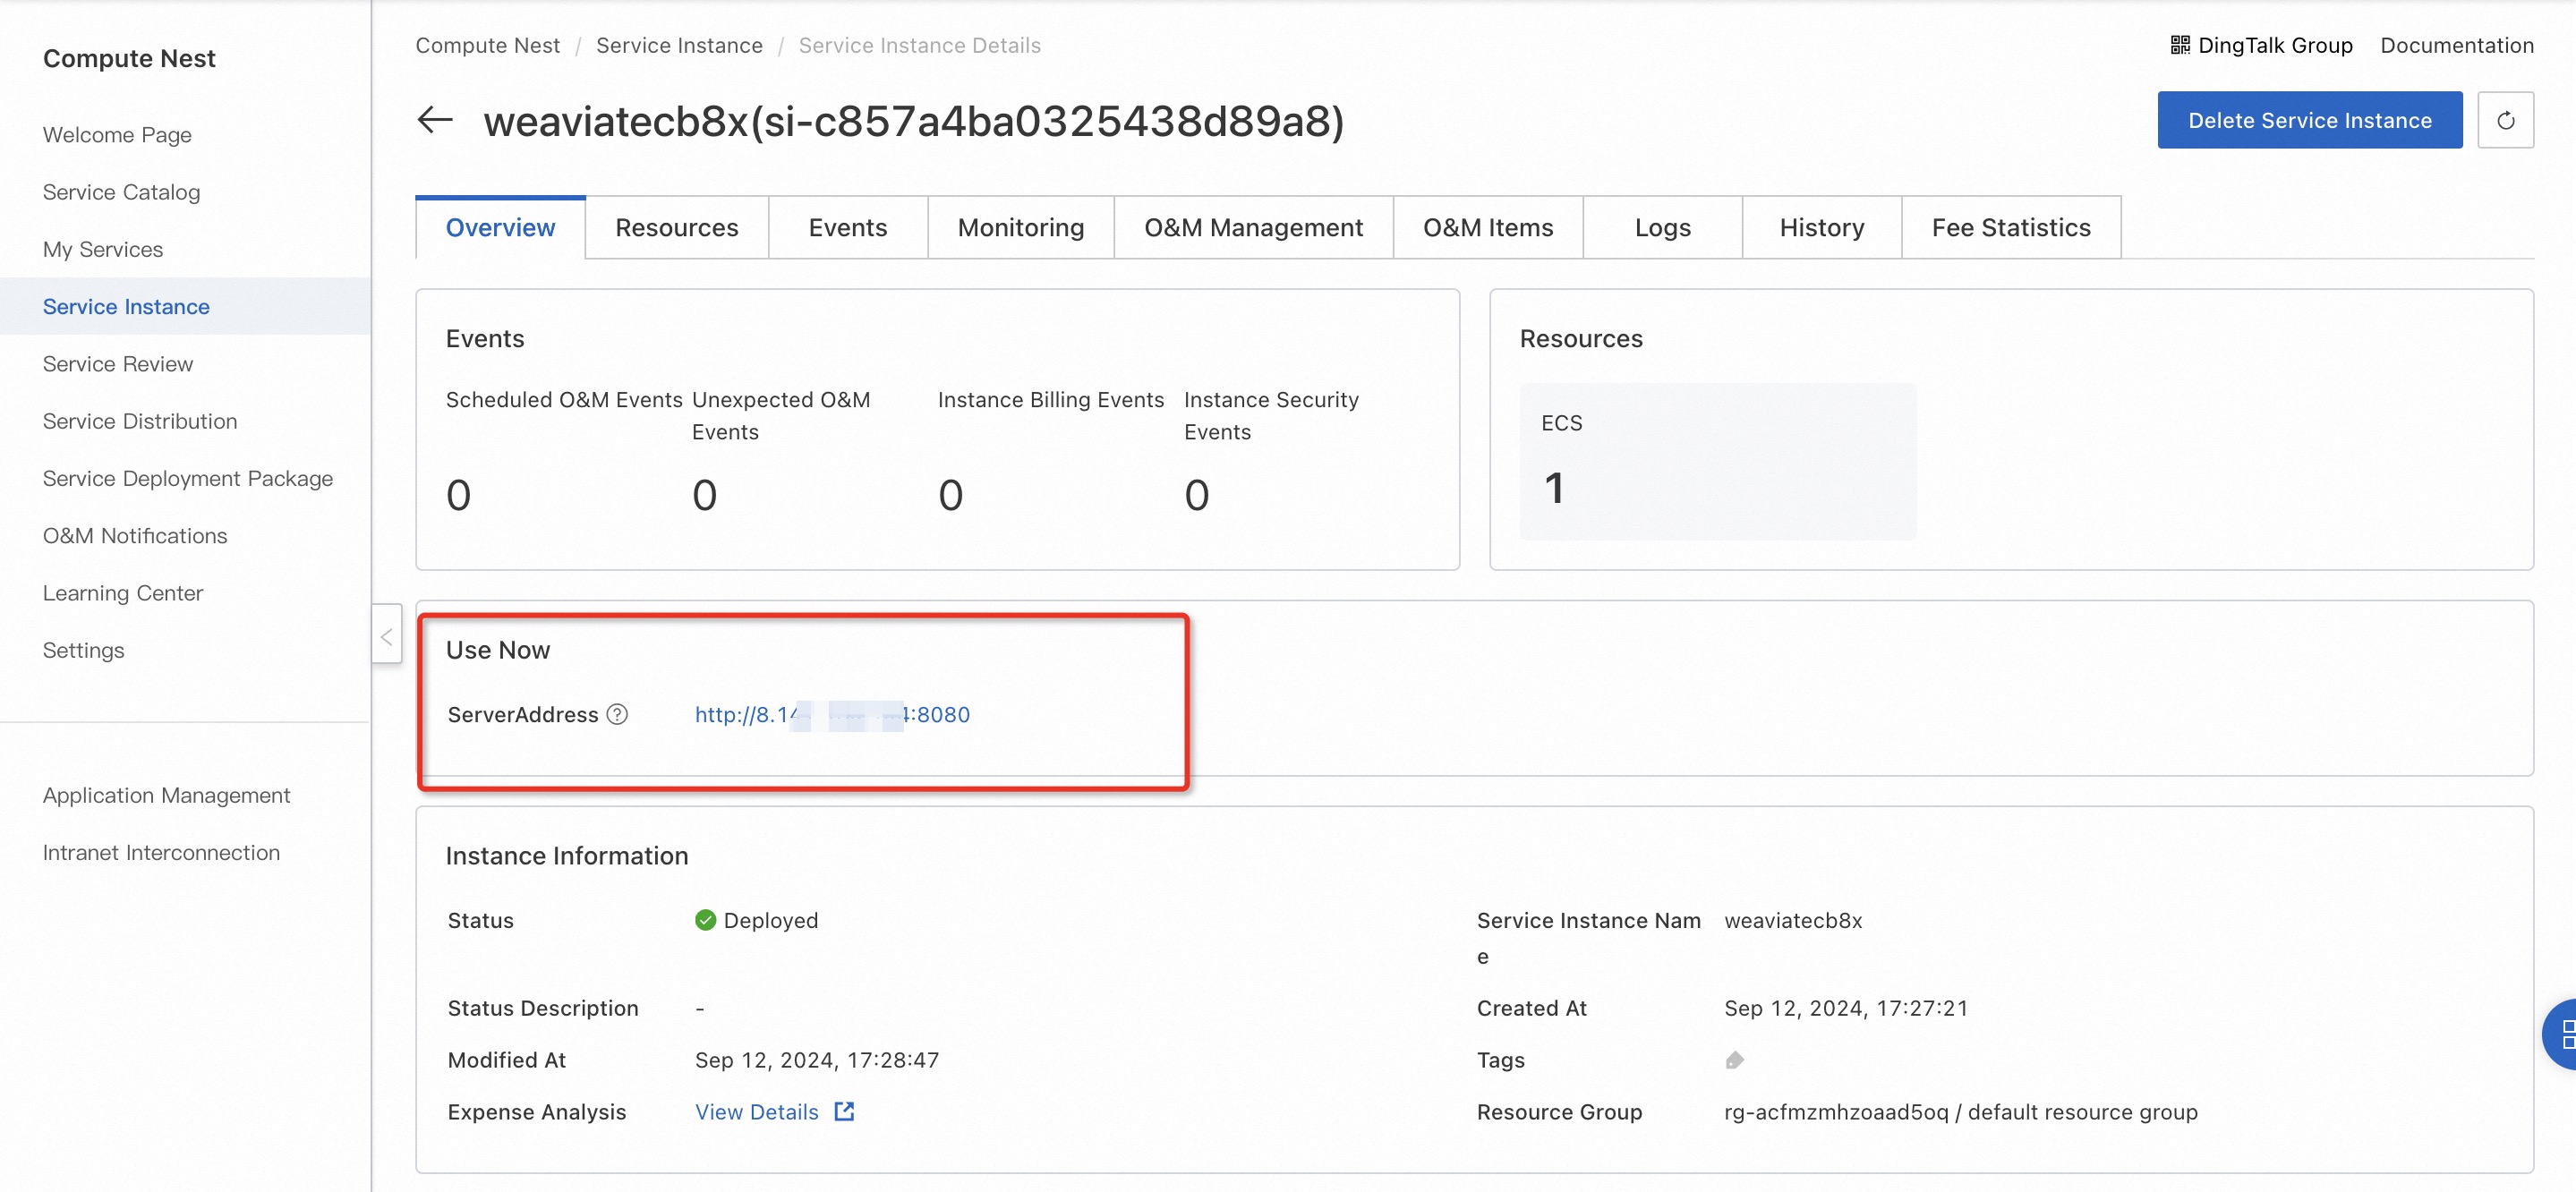 Compute Nest
Welcome Page
Service Catalog
My Services
Service Instance
Service Review
Service Distribution
Service Deployment Package
O&M Notifications
Learning Center
Settings
Application Management
Intranet Interconnection
Compute Nest / Service Instance / Service Instance Details
DingTalk Group Documentation
weaviatecb8x(si-c857a4ba0325438d89a8)
Delete Service Instance
Overview Resources Events Monitoring O&M Management O&M Items Logs History Fee Statistics
Events
Scheduled O&M Events Unexpected O&M Instance Billing Events Instance Security
Events Events
0 0 0 0
Resources
ECS
1
Use Now
ServerAddress http://8.1 :8080
Instance Information
Status Deployed
Service Instance Nam weaviatecb8x
e
Status Description -
Created At Sep 12, 2024, 17:27:21
Modified At Sep 12, 2024, 17:28:47
Tags
Expense Analysis View Details
Resource Group rg-acfmzmhzoaad5oq / default resource group